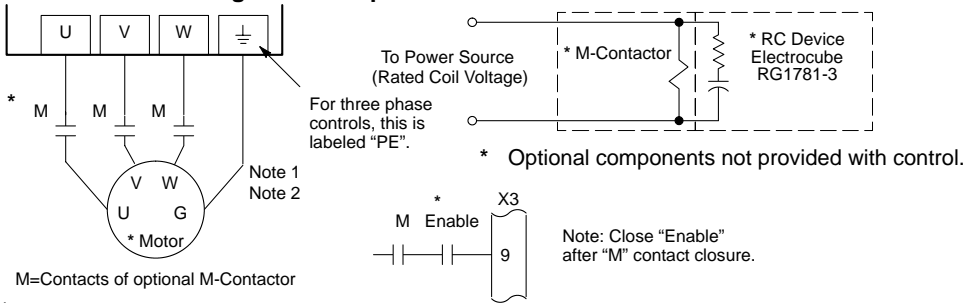 U V W
* M M M
For three phase
controls, this is
labeled “PE”.
Note 1
Note 2
V W
U G
* Motor
M=Contacts of optional M-Contactor
To Power Source
(Rated Coil Voltage)
* M-Contactor
* RC Device
Electrocube
RG1781-3
* Optional components not provided with control.
* X3
M Enable
9
Note: Close “Enable”
after “M” contact closure.